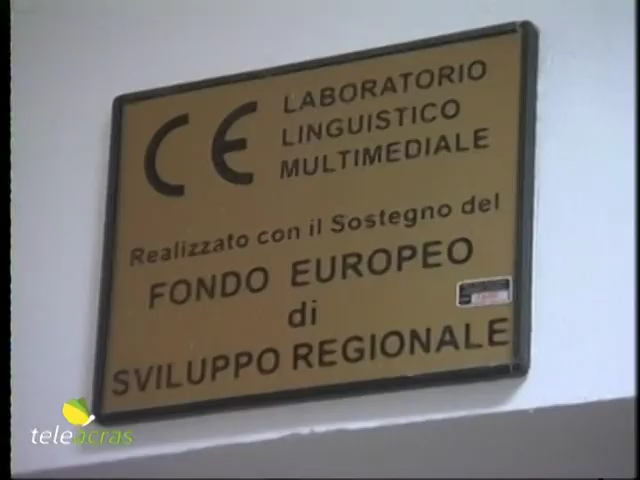 CE LABORATORIO
LINGUISTICO
MULTIMEDIALE
Realizzato con il Sostegno del
FONDO EUROPEO
di
SVILUPPO REGIONALE
teleacras